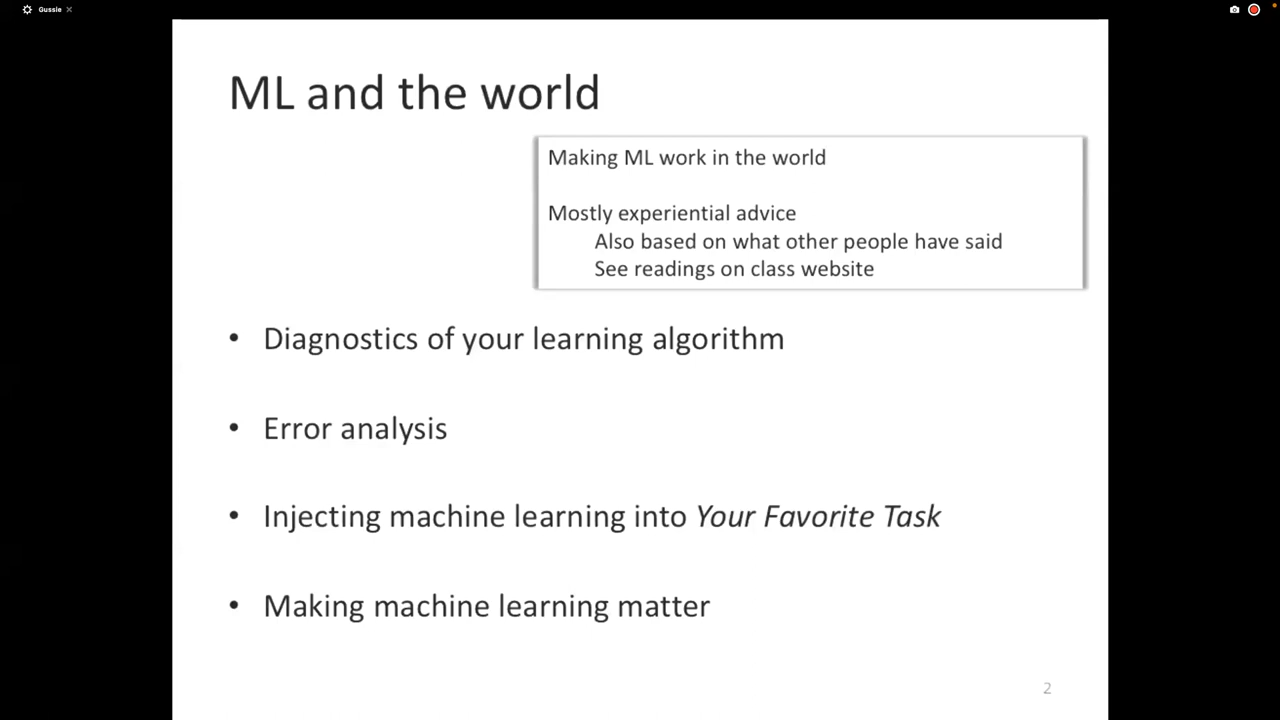 Gussie
ML and the world
Making ML work in the world
Mostly experiential advice
Also based on what other people have said
See readings on class website
• Diagnostics of your learning algorithm
• Error analysis
• Injecting machine learning into Your Favorite Task
• Making machine learning matter
2